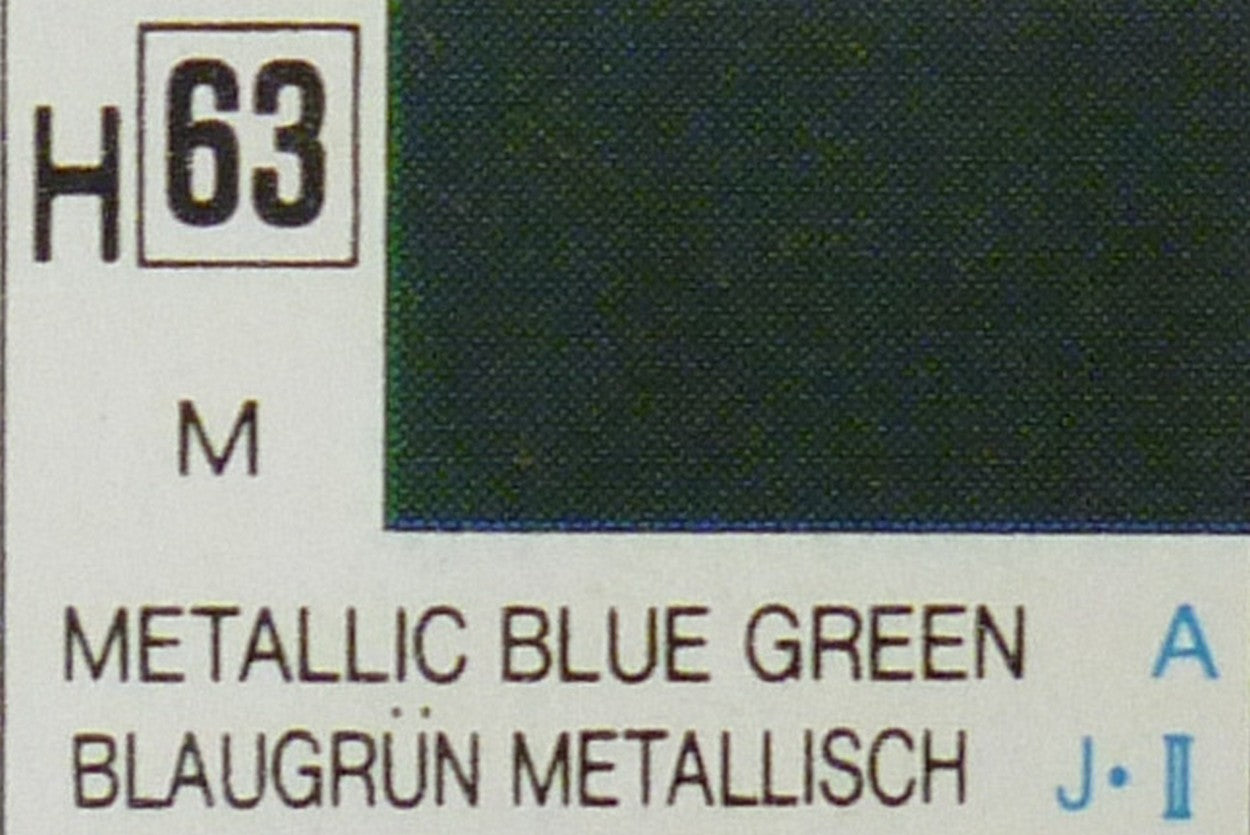 H 63
M
METALLIC BLUE GREEN A
BLAUGRÜN METALLISCH J・Ⅱ